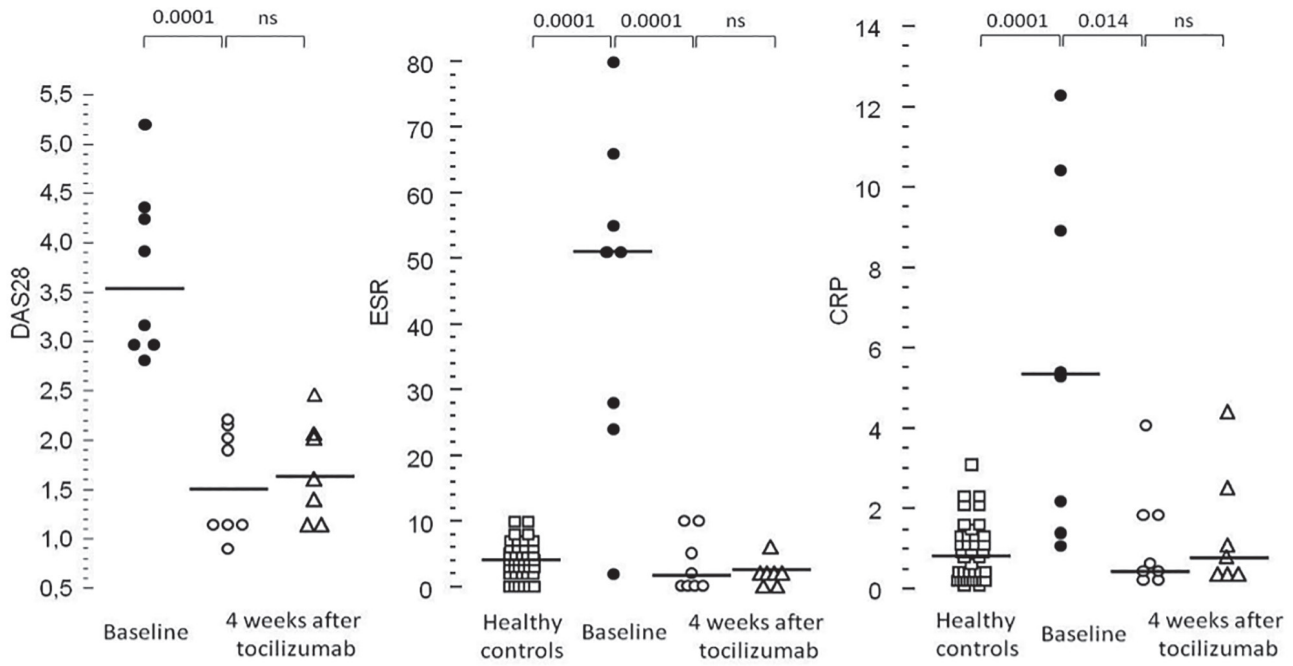 0.0001 ns
DAS28
5,5
5,0
4,5
4,0
3,5
3,0
2,5
2,0
1,5
1,0
0,5
Baseline
4 weeks after
tocilizumab
0.0001 0.0001 ns
ESR
80
70
60
50
40
30
20
10
0
Healthy
controls
Baseline
4 weeks after
tocilizumab
0.0001 0.014 ns
CRP
14
12
10
8
6
4
2
0
Healthy
controls
Baseline
4 weeks after
tocilizumab